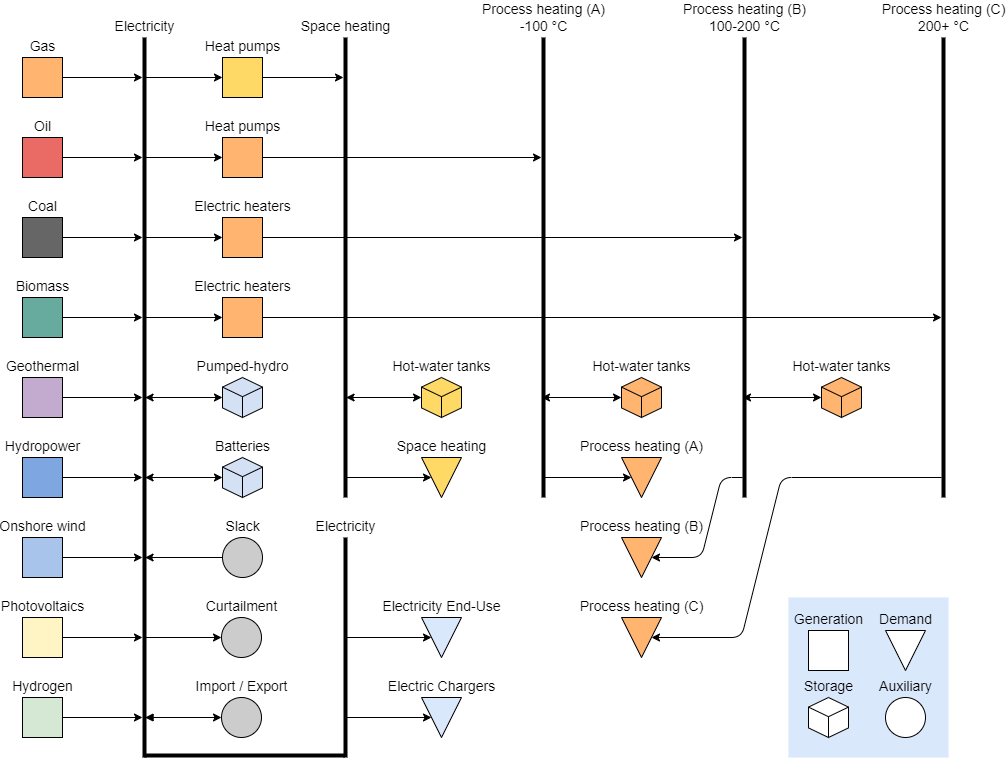 Process heating (A)
-100 °C
Process heating (B)
100-200 °C
Process heating (C)
200+ °C
Electricity
Space heating
Gas
Heat pumps
Oil
Heat pumps
Coal
Electric heaters
Biomass
Electric heaters
Geothermal
Pumped-hydro
Hot-water tanks
Hot-water tanks
Hot-water tanks
Hydropower
Batteries
Space heating
Process heating (A)
Onshore wind
Slack
Electricity
Process heating (B)
Photovoltaics
Curtailment
Electricity End-Use
Process heating (C)
Generation
Demand
Hydrogen
Import / Export
Electric Chargers
Storage
Auxiliary